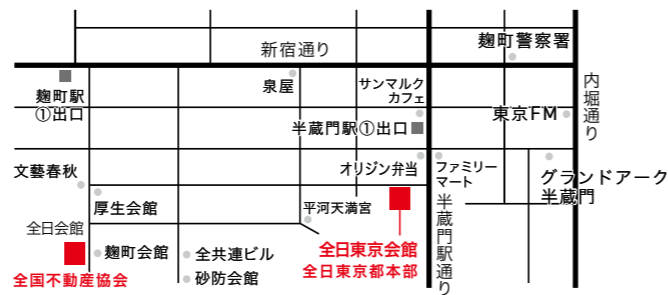 新宿通り
麹町警察署
麹町駅
①出口
泉屋
サンマルク
カフェ
内堀通り
半蔵門駅①出口
東京FM
文藝春秋
オリジン弁当
ファミリー
マート
グランドアーク
半蔵門
厚生会館
平河天満宮
半蔵門駅通り
全日会館
麹町会館
全共連ビル
全日東京会館
全国不動産協会
砂防会館
全日東京都本部